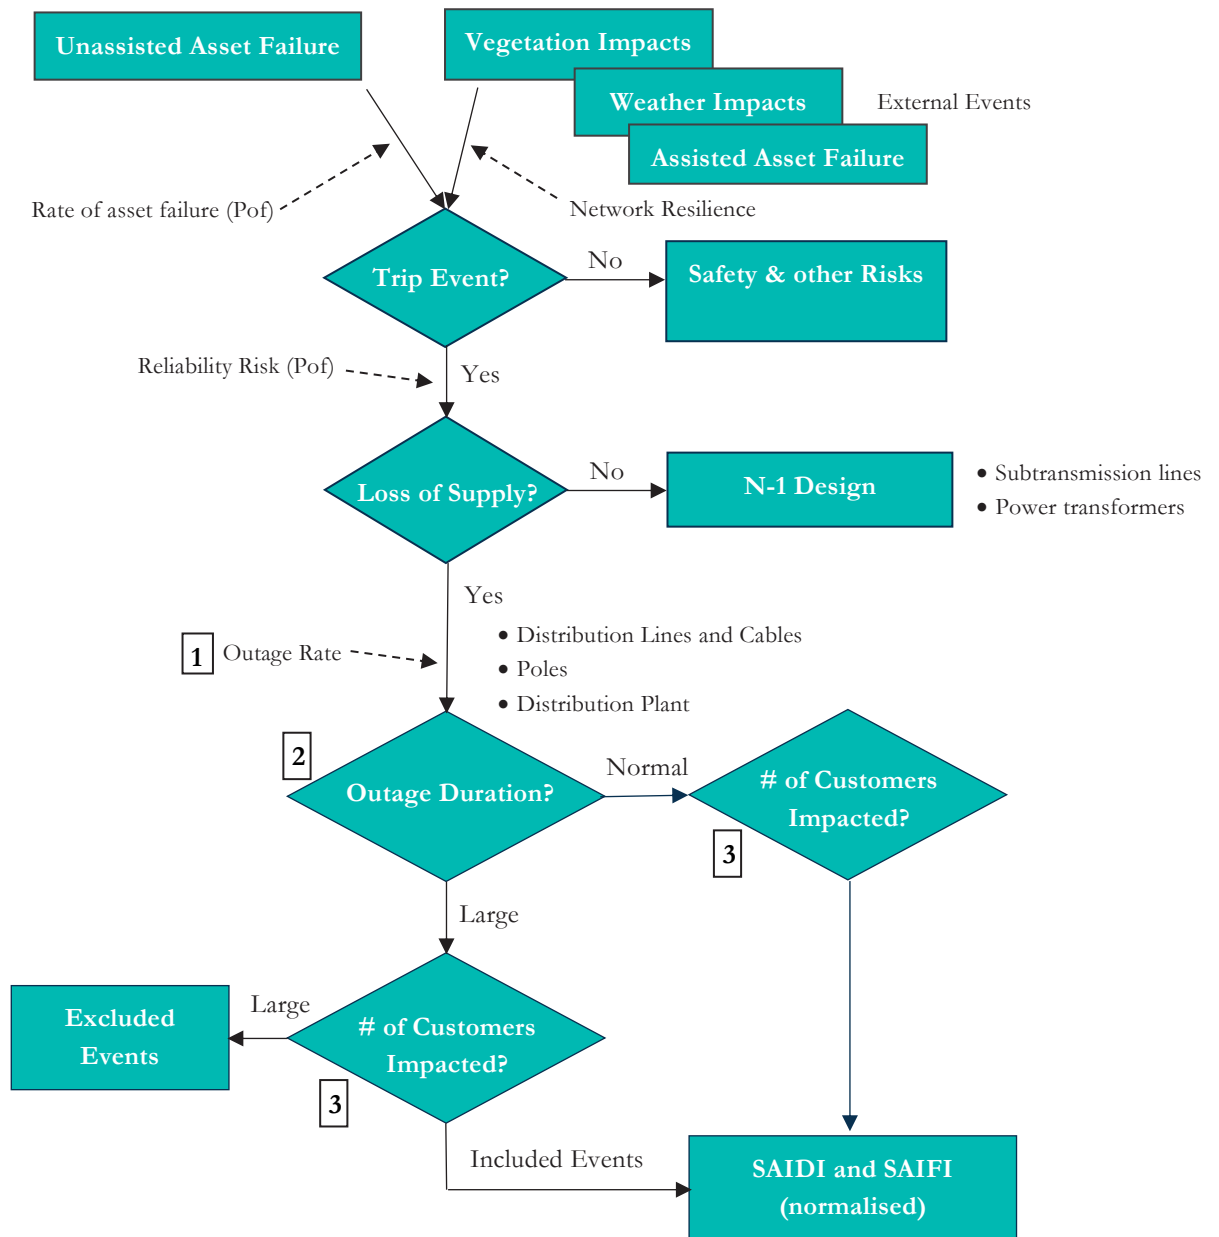 Unassisted Asset Failure
Vegetation Impacts
Weather Impacts
External Events
Assisted Asset Failure
Rate of asset failure (Pof)
Network Resilience
Trip Event?
No
Safety & other Risks
Reliability Risk (Pof)
Yes
Loss of Supply?
No
N-1 Design
• Subtransmission lines
• Power transformers
Yes
1
Outage Rate
• Distribution Lines and Cables
• Poles
• Distribution Plant
2
Outage Duration?
Normal
# of Customers
Impacted?
3
Large
Excluded
Events
Large
# of Customers
Impacted?
3
Included Events
SAIDI and SAIFI
(normalised)